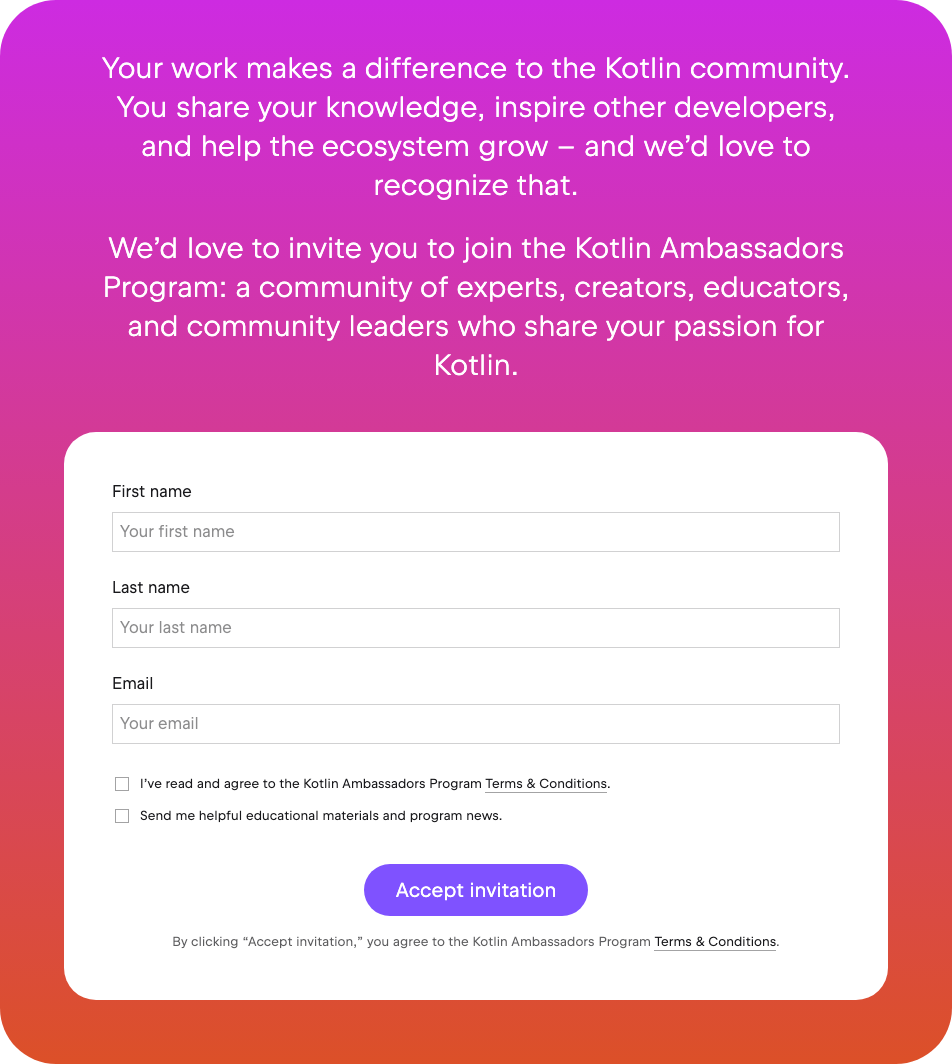 Your work makes a difference to the Kotlin community.
You share your knowledge, inspire other developers,
and help the ecosystem grow – and we’d love to
recognize that.
We’d love to invite you to join the Kotlin Ambassadors
Program: a community of experts, creators, educators,
and community leaders who share your passion for
Kotlin.
First name
Your first name
Last name
Your last name
Email
Your email
I’ve read and agree to the Kotlin Ambassadors Program Terms & Conditions.
Send me helpful educational materials and program news.
Accept invitation
By clicking “Accept invitation,” you agree to the Kotlin Ambassadors Program Terms & Conditions.